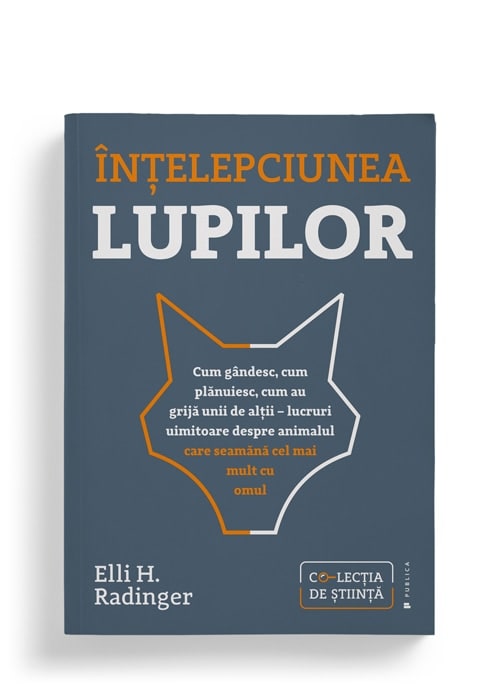 ÎNȚELEPCIUNEA
LUPILOR
Cum gândesc, cum
plănuiesc, cum au
grijă unii de alții – lucruri
uimitoare despre animalul
care seamănă cel mai
mult cu
omul
Elli H.
Radinger
COLECȚIA
DE ȘTIINȚĂ
PUBLICA